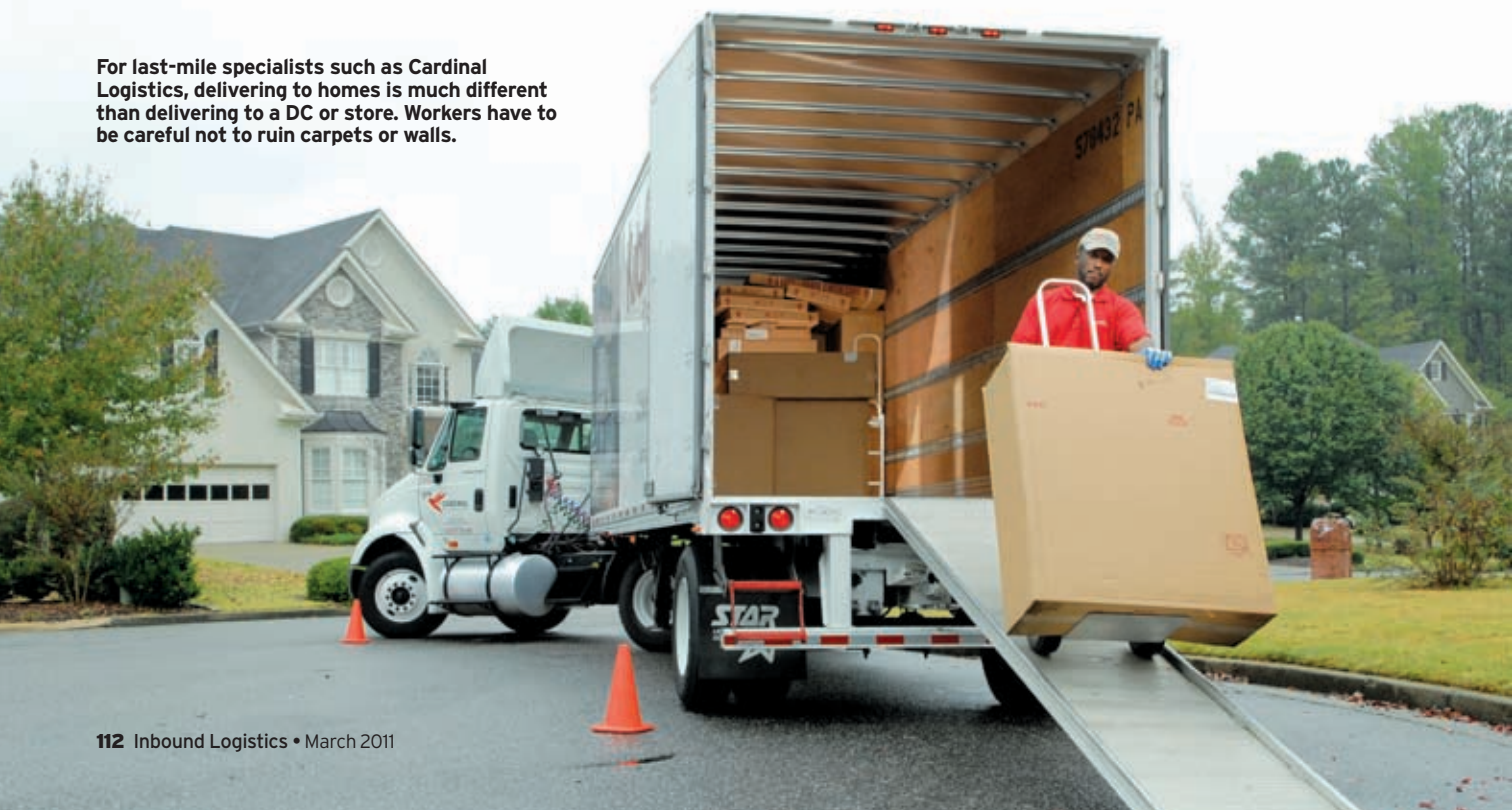 For last-mile specialists such as Cardinal
Logistics, delivering to homes is much different
than delivering to a DC or store. Workers have to
be careful not to ruin carpets or walls.
S78432 PA
STAR
112 Inbound Logistics • March 2011